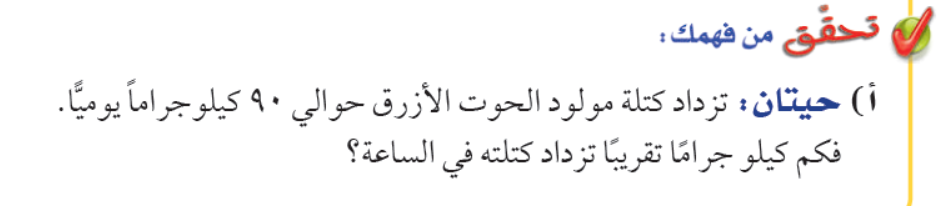 تحقق من فهمك:
أ) حيتان: تزداد كتلة مولود الحوت الأزرق حوالي ٩٠ كيلوجراماً يوميًّا.
فكم كيلو جرامًا تقريبًا تزداد كتلته في الساعة؟